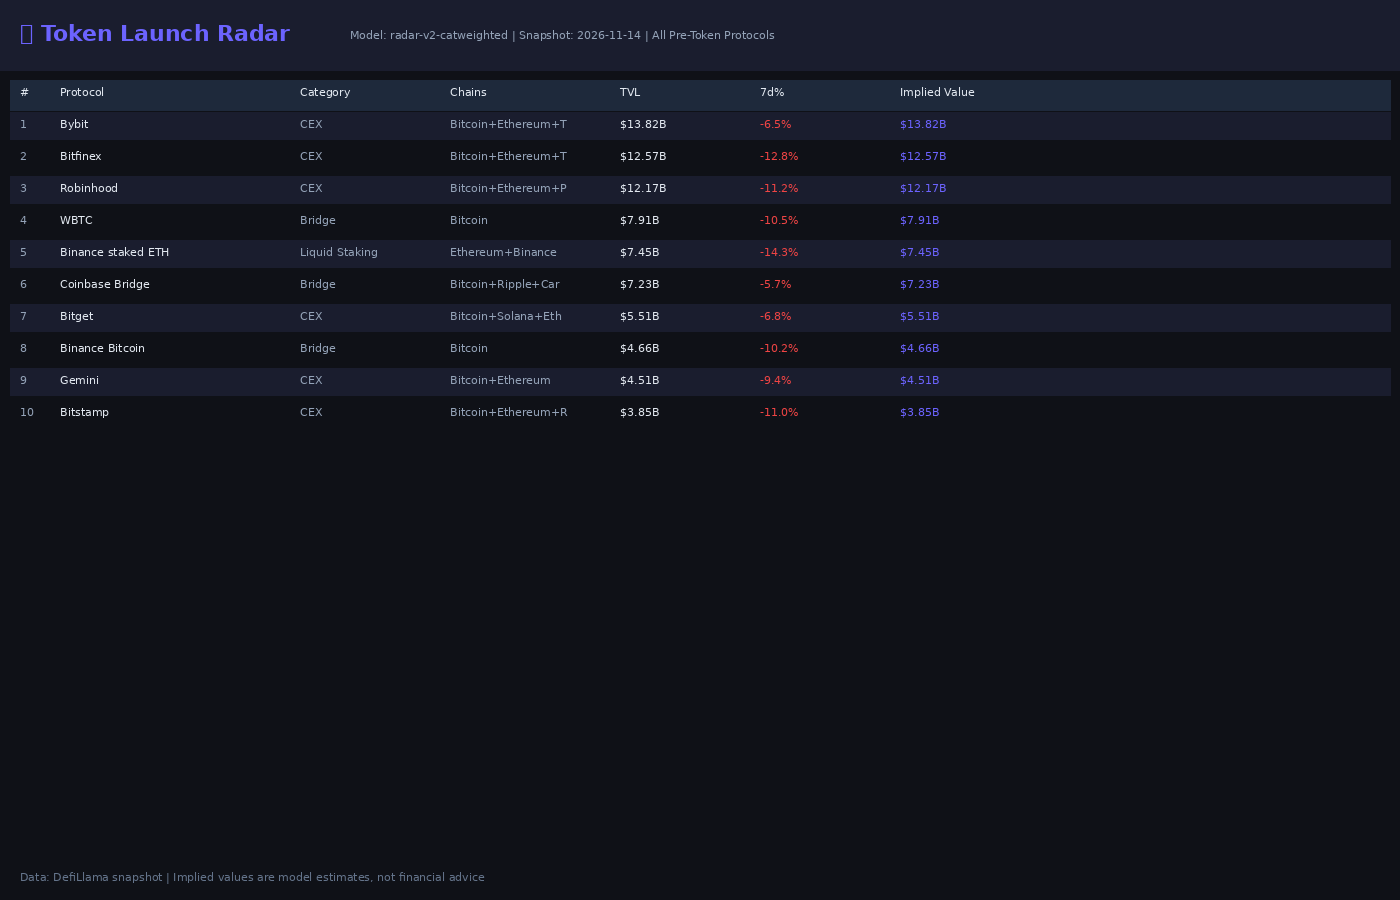 Token Launch Radar
Model: radar-v2-catweighted | Snapshot: 2026-11-14 | All Pre-Token Protocols
# Protocol Category Chains TVL 7d% Implied Value
1 Bybit CEX Bitcoin+Ethereum+T $13.82B -6.5% $13.82B
2 Bitfinex CEX Bitcoin+Ethereum+T $12.57B -12.8% $12.57B
3 Robinhood CEX Bitcoin+Ethereum+P $12.17B -11.2% $12.17B
4 WBTC Bridge Bitcoin $7.91B -10.5% $7.91B
5 Binance staked ETH Liquid Staking Ethereum+Binance $7.45B -14.3% $7.45B
6 Coinbase Bridge Bridge Bitcoin+Ripple+Car $7.23B -5.7% $7.23B
7 Bitget CEX Bitcoin+Solana+Eth $5.51B -6.8% $5.51B
8 Binance Bitcoin Bridge Bitcoin $4.66B -10.2% $4.66B
9 Gemini CEX Bitcoin+Ethereum $4.51B -9.4% $4.51B
10 Bitstamp CEX Bitcoin+Ethereum+R $3.85B -11.0% $3.85B
Data: DefiLlama snapshot | Implied values are model estimates, not financial advice